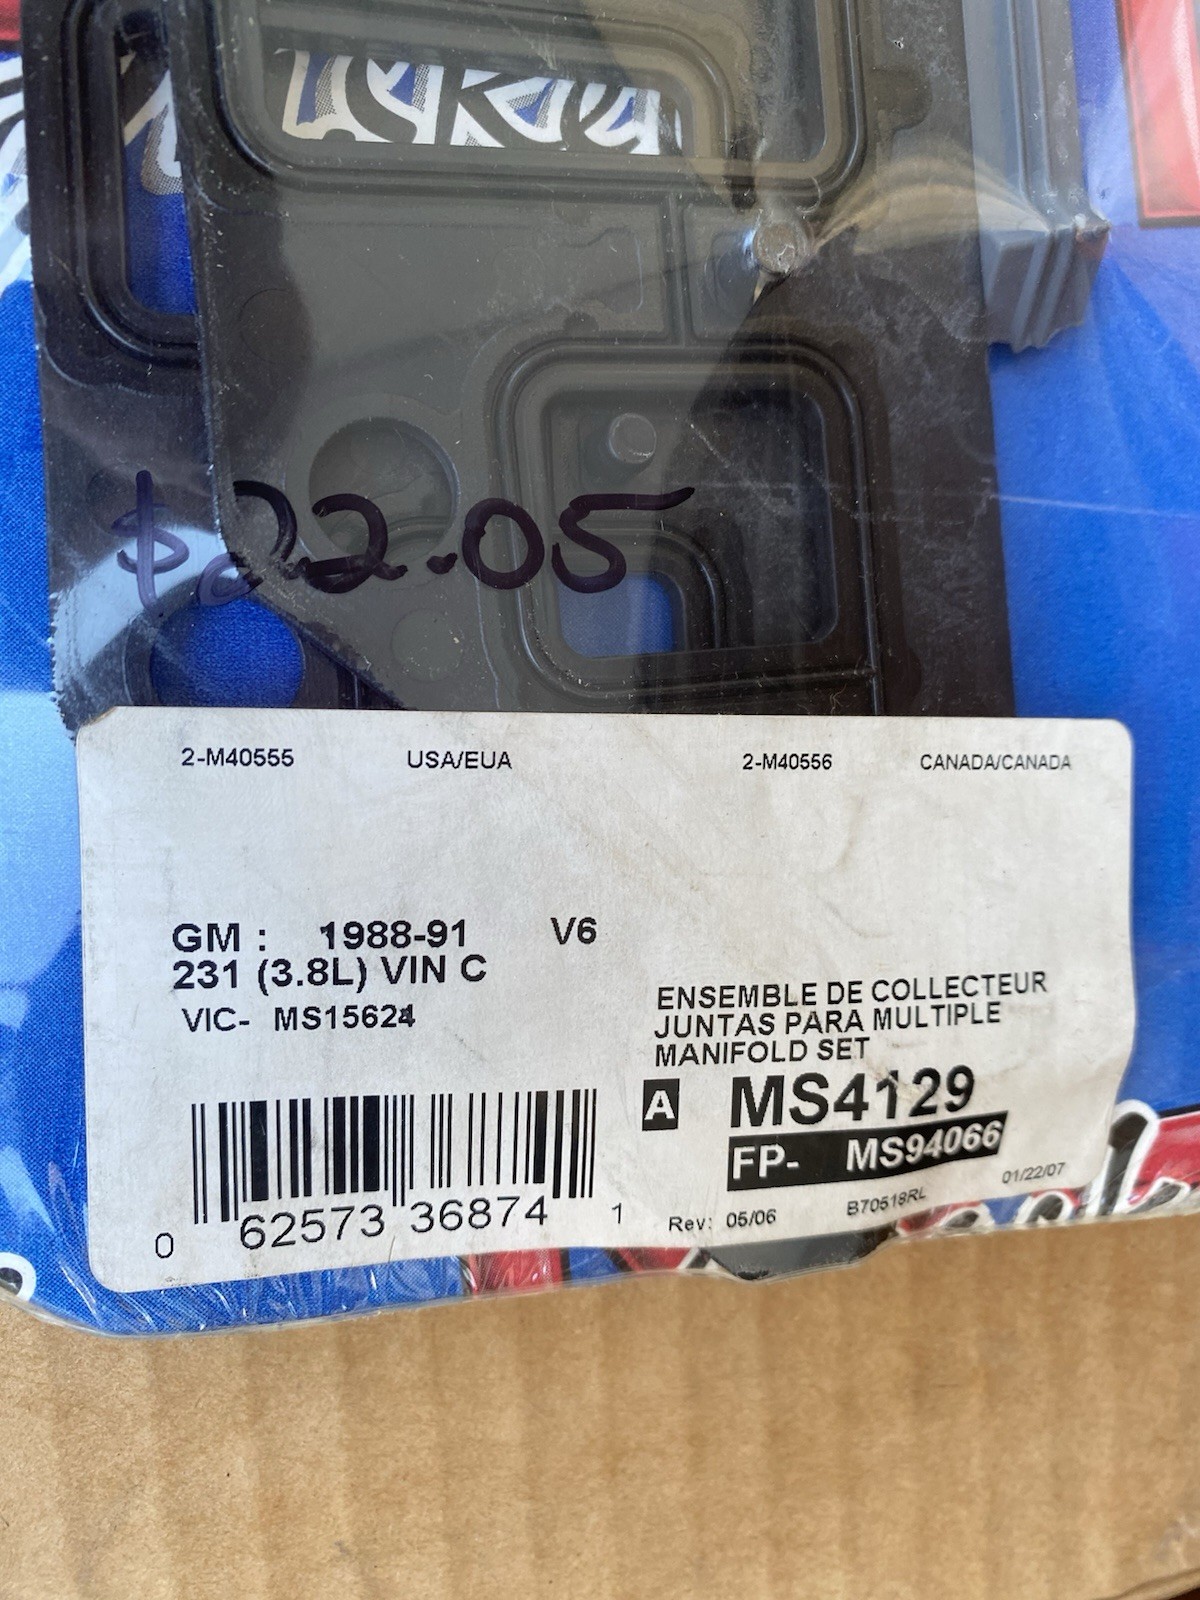 $22.05
2-M40555 USA/EUA 2-M40556 CANADA/CANADA
GM : 1988-91 V6
231 (3.8L) VIN C
VIC- MS15624
ENSEMBLE DE COLLECTEUR
JUNTAS PARA MULTIPLE
MANIFOLD SET
A MS4129
FP- MS94066
0 62573 36874 1
Rev: 05/06 B70518RL 01/22/07